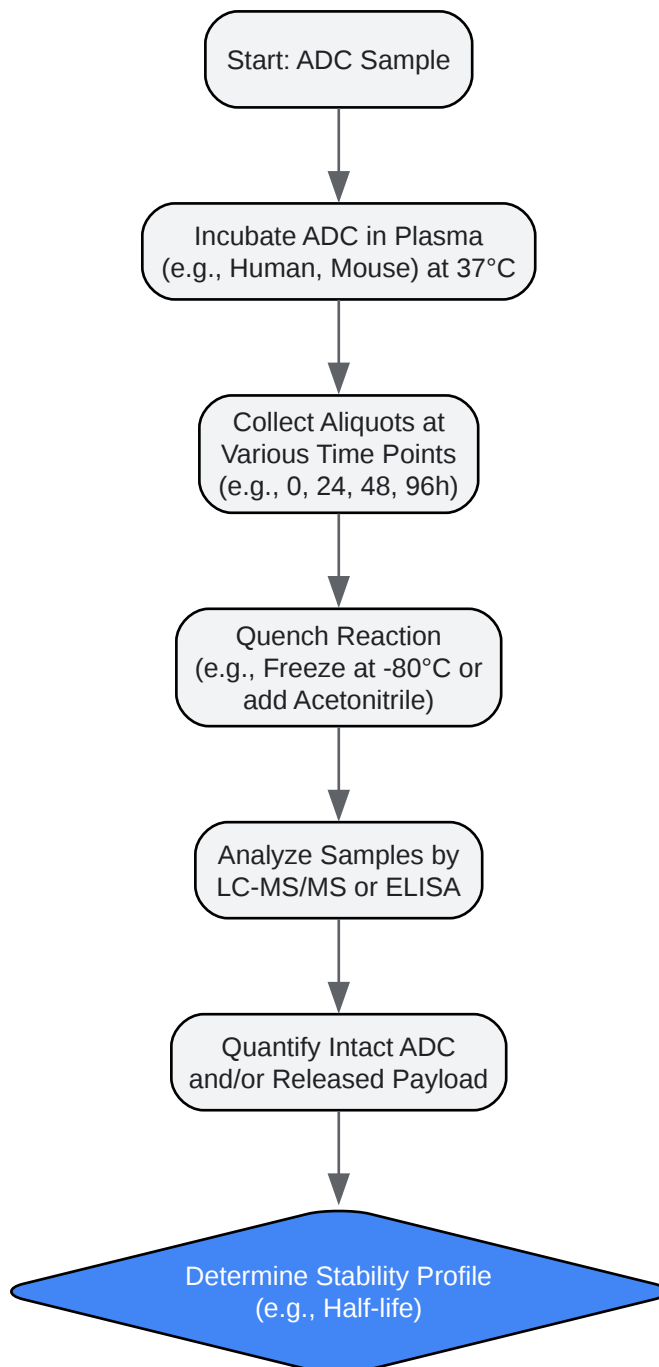 Start: ADC Sample
Incubate ADC in Plasma
(e.g., Human, Mouse) at 37°C
Collect Aliquots at
Various Time Points
(e.g., 0, 24, 48, 96h)
Quench Reaction
(e.g., Freeze at -80°C or
add Acetonitrile)
Analyze Samples by
LC-MS/MS or ELISA
Quantify Intact ADC
and/or Released Payload
Determine Stability Profile
(e.g., Half-life)